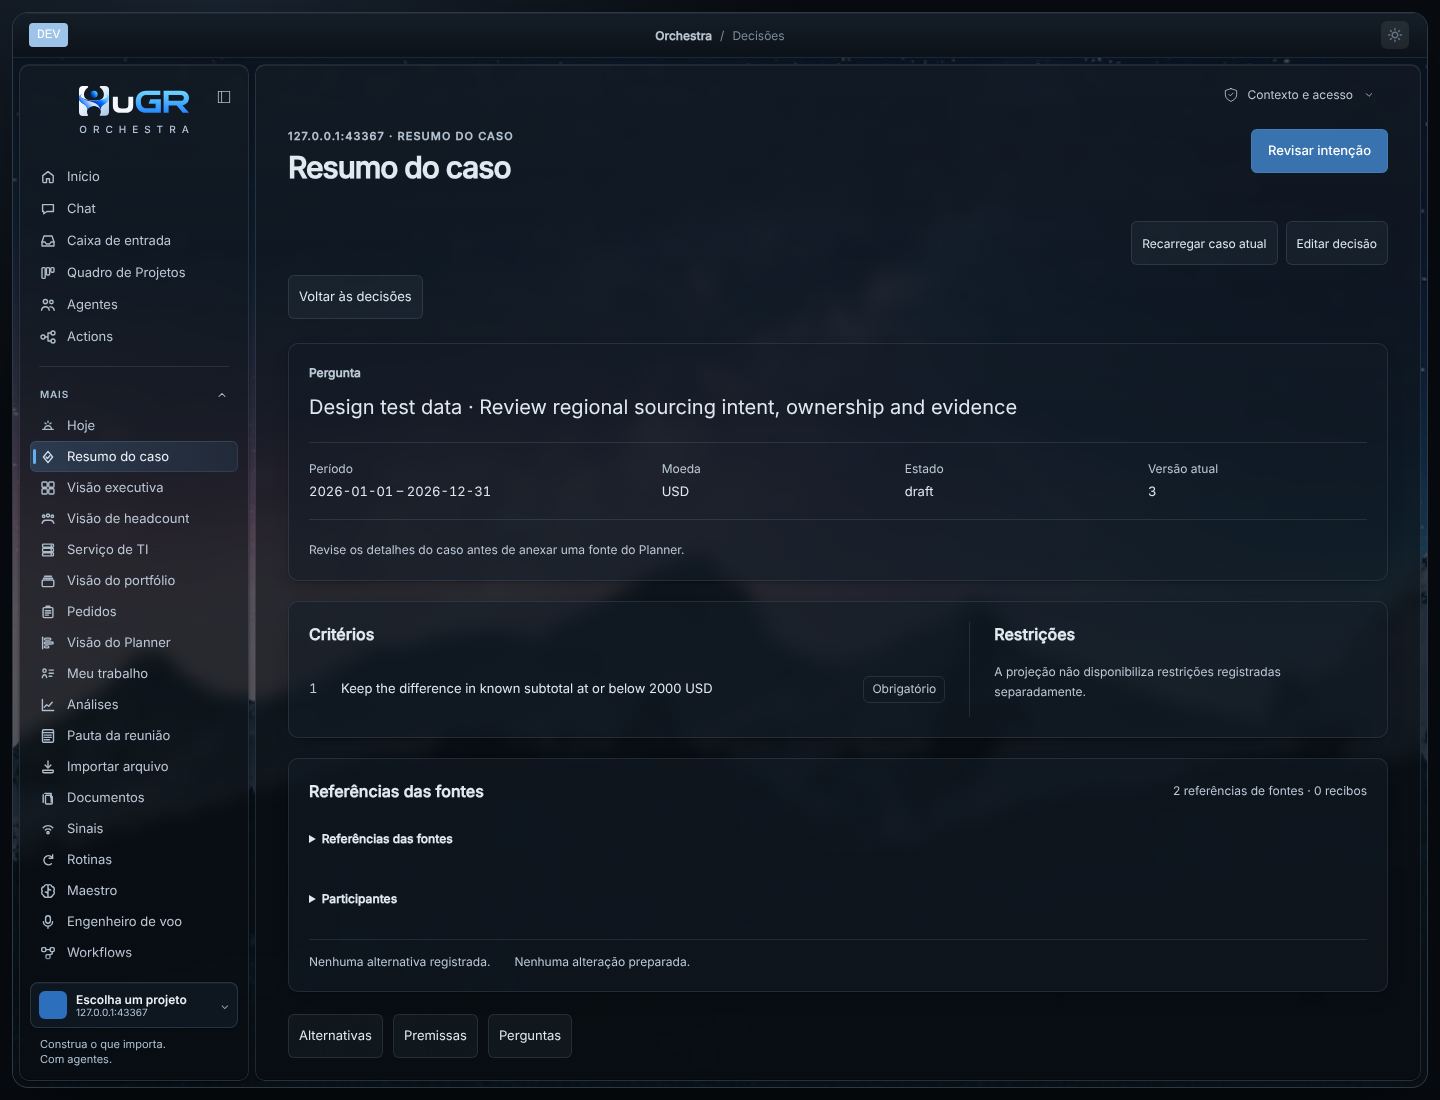 DEV
Orchestra / Decisões
HuGR
ORCHESTRA
Início
Chat
Caixa de entrada
Quadro de Projetos
Agentes
Actions
MAIS
Hoje
Resumo do caso
Visão executiva
Visão de headcount
Serviço de TI
Visão do portfólio
Pedidos
Visão do Planner
Meu trabalho
Análises
Pauta da reunião
Importar arquivo
Documentos
Sinais
Rotinas
Maestro
Engenheiro de voo
Workflows
Escolha um projeto
127.0.0.1:43367
Construa o que importa.
Com agentes.
Contexto e acesso
127.0.0.1:43367 · RESUMO DO CASO
Resumo do caso
Revisar intenção
Recarregar caso atual
Editar decisão
Voltar às decisões
Pergunta
Design test data · Review regional sourcing intent, ownership and evidence
Período Moeda Estado Versão atual
2026-01-01 – 2026-12-31 USD draft 3
Revise os detalhes do caso antes de anexar uma fonte do Planner.
Critérios
1 Keep the difference in known subtotal at or below 2000 USD Obrigatório
Restrições
A projeção não disponibiliza restrições registradas
separadamente.
Referências das fontes
2 referências de fontes · 0 recibos
Referências das fontes
Participantes
Nenhuma alternativa registrada. Nenhuma alteração preparada.
Alternativas Premissas Perguntas